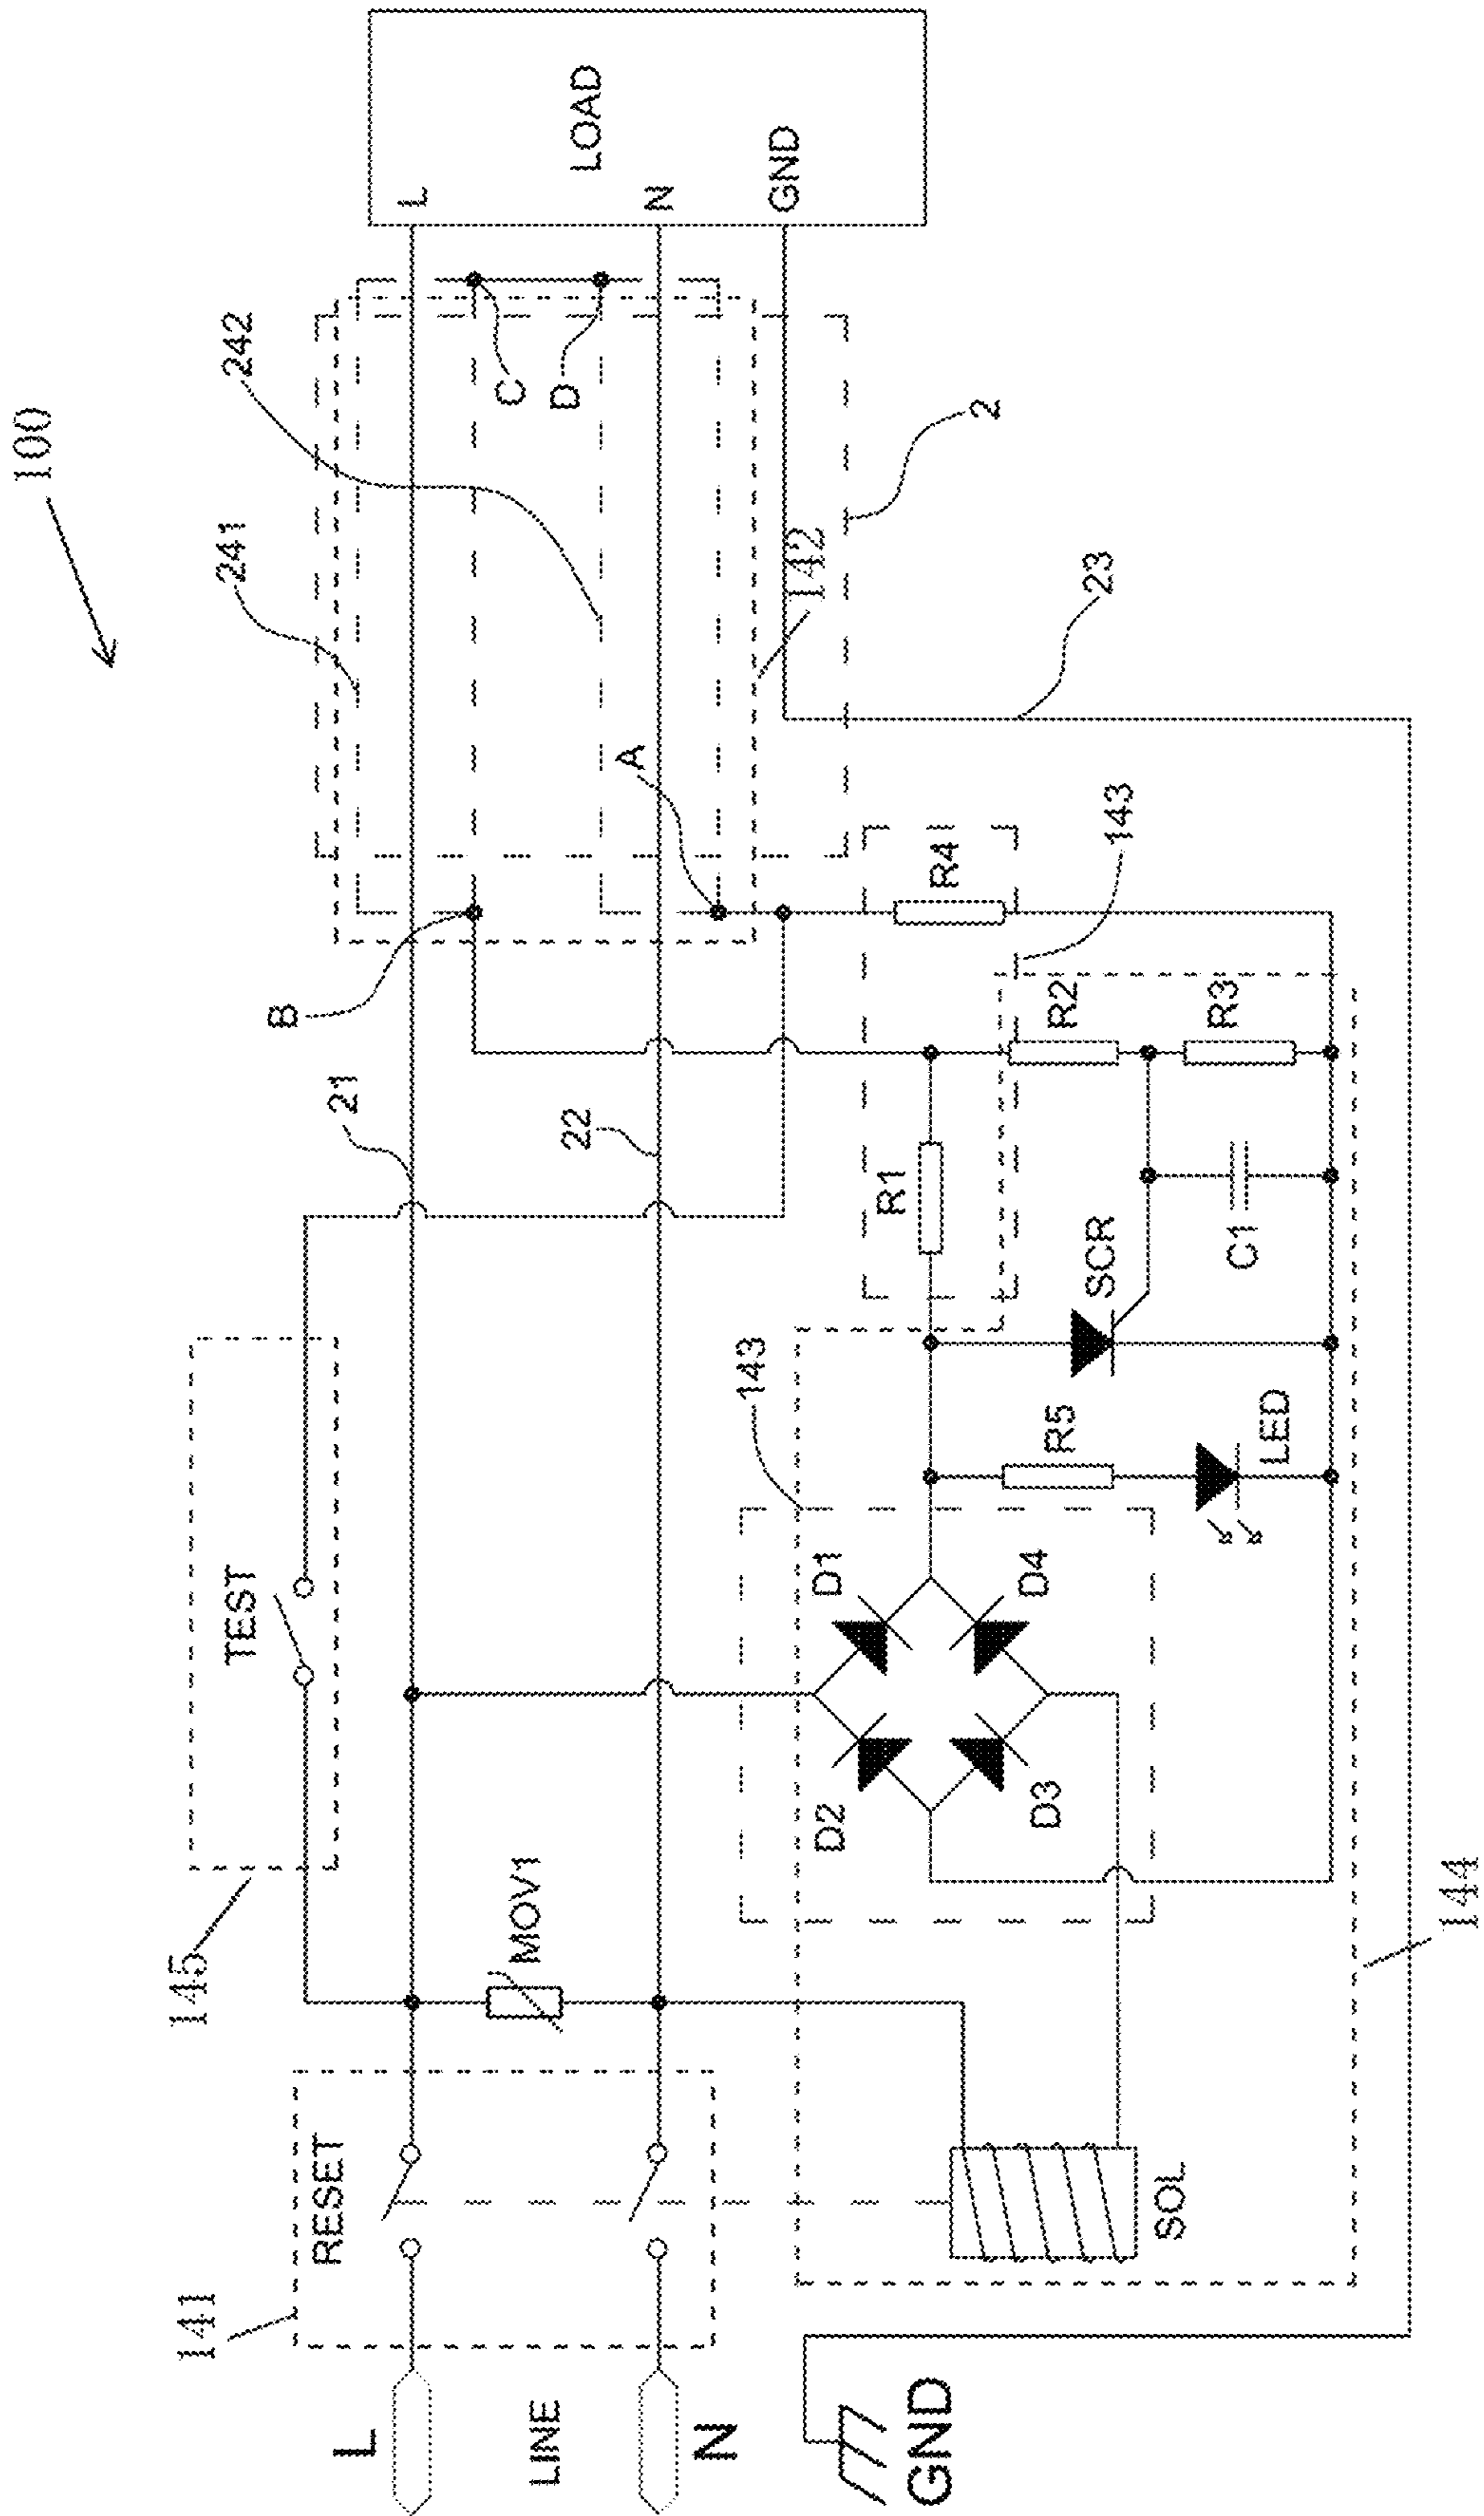 100
241
242
145
TEST
141
RESET
21
B
L
LOAD
N
GND
C
D
2
A
142
23
22
L
LINE
N
MOV1
143
143
R4
R1
R2
R3
D1
D2
D3
D4
R5
LED
SCR
C1
SOL
144
GND